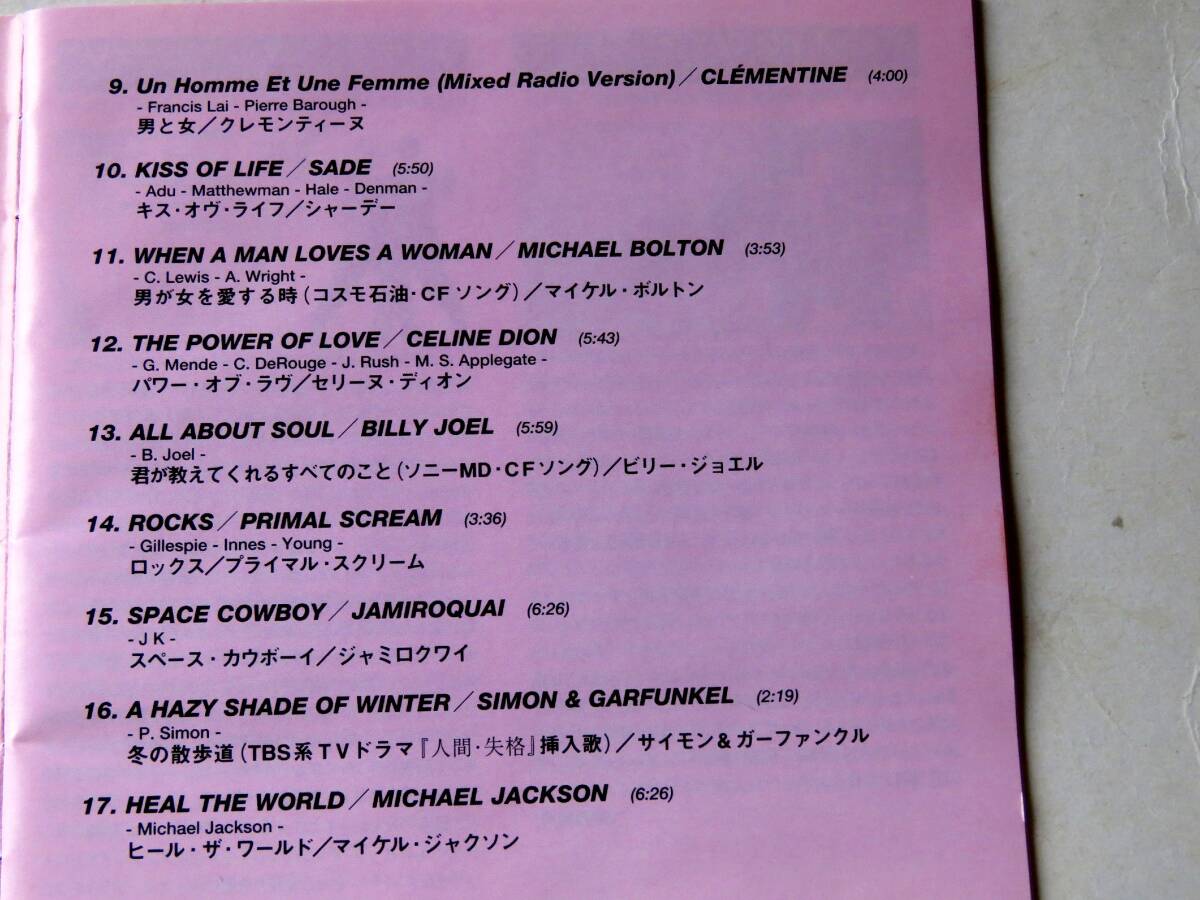 9. Un Homme Et Une Femme (Mixed Radio Version)／CLÉMENTINE (4:00)
- Francis Lai - Pierre Barough -
男と女／クレモンティーヌ
10. KISS OF LIFE／SADE (5:50)
- Adu - Matthewman - Hale - Denman -
キス・オヴ・ライフ／シャーデー
11. WHEN A MAN LOVES A WOMAN／MICHAEL BOLTON (3:53)
- C. Lewis - A. Wright -
男が女を愛する時(コスモ石油・CFソング)／マイケル・ボルトン
12. THE POWER OF LOVE／CELINE DION (5:43)
- G. Mende - C. DeRouge - J. Rush - M. S. Applegate -
パワー・オブ・ラヴ／セリーヌ・ディオン
13. ALL ABOUT SOUL／BILLY JOEL (5:59)
- B. Joel -
君が教えてくれるすべてのこと(ソニーMD・CFソング)／ビリー・ジョエル
14. ROCKS／PRIMAL SCREAM (3:36)
- Gillespie - Innes - Young -
ロックス／プライマル・スクリーム
15. SPACE COWBOY／JAMIROQUAI (6:26)
- J K -
スペース・カウボーイ／ジャミロクワイ
16. A HAZY SHADE OF WINTER／SIMON & GARFUNKEL (2:19)
- P. Simon -
冬の散歩道(TBS系TVドラマ『人間・失格』挿入歌)／サイモン＆ガーファンクル
17. HEAL THE WORLD／MICHAEL JACKSON (6:26)
- Michael Jackson -
ヒール・ザ・ワールド／マイケル・ジャクソン